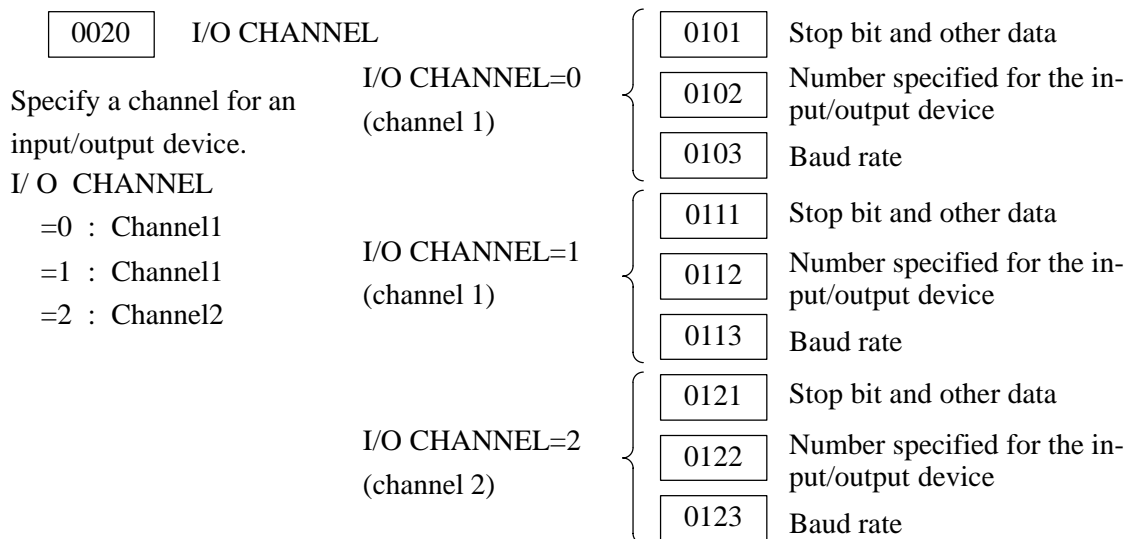 0020 I/O CHANNEL
Specify a channel for an
input/output device.
I/ O CHANNEL
=0 : Channel1
=1 : Channel1
=2 : Channel2
I/O CHANNEL=0
(channel 1)
0101 Stop bit and other data
0102 Number specified for the in-
put/output device
0103 Baud rate
I/O CHANNEL=1
(channel 1)
0111 Stop bit and other data
0112 Number specified for the in-
put/output device
0113 Baud rate
I/O CHANNEL=2
(channel 2)
0121 Stop bit and other data
0122 Number specified for the in-
put/output device
0123 Baud rate